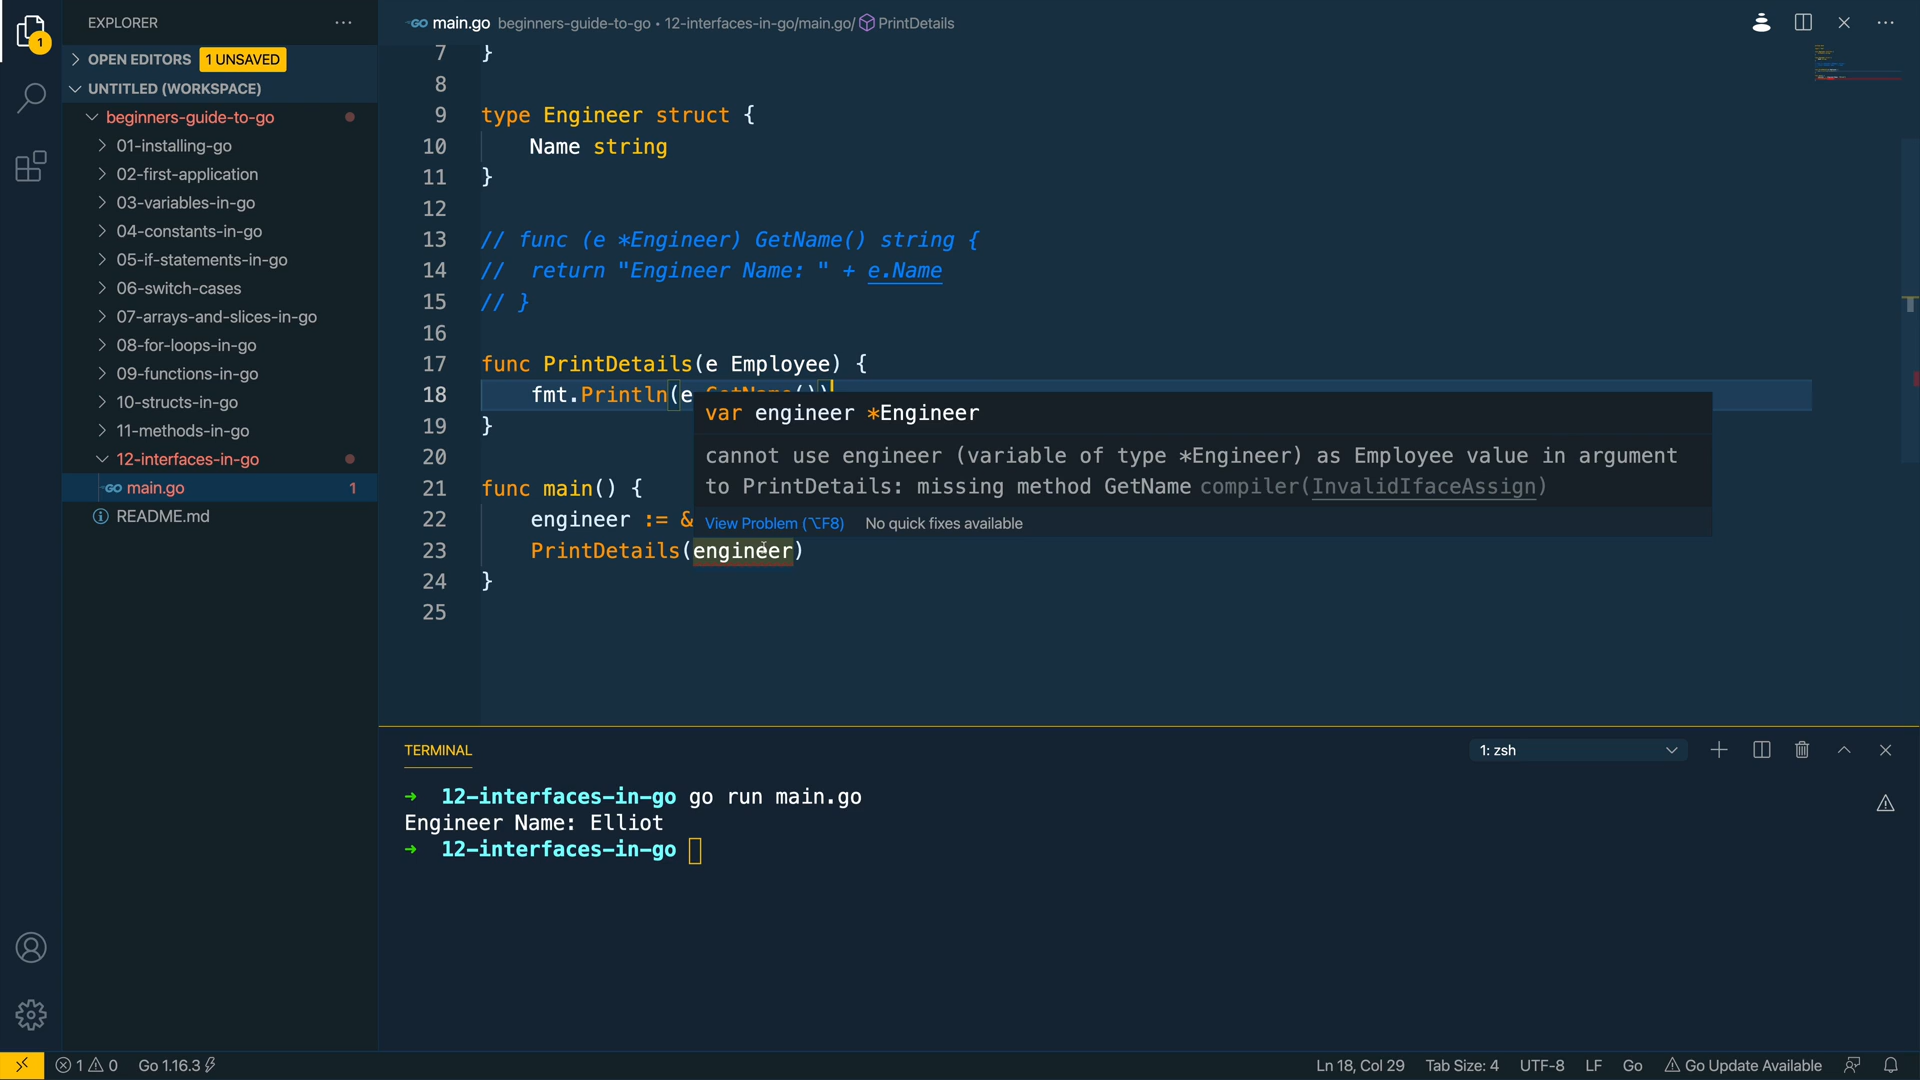 EXPLORER
main.go beginners-guide-to-go • 12-interfaces-in-go/main.go/ PrintDetails
1
OPEN EDITORS 1 UNSAVED
UNTITLED (WORKSPACE)
beginners-guide-to-go
01-installing-go
02-first-application
03-variables-in-go
04-constants-in-go
05-if-statements-in-go
06-switch-cases
07-arrays-and-slices-in-go
08-for-loops-in-go
09-functions-in-go
10-structs-in-go
11-methods-in-go
12-interfaces-in-go
GO main.go 1
README.md
7 }
8
9 type Engineer struct {
10 Name string
11 }
12
13 // func (e *Engineer) GetName() string {
14 // return "Engineer Name: " + e.Name
15 // }
16
17 func PrintDetails(e Employee) {
18 fmt.Println(e
19 }
20
21 func main() {
22 engineer := &
23 PrintDetails(engineer)
24 }
25
var engineer *Engineer
cannot use engineer (variable of type *Engineer) as Employee value in argument
to PrintDetails: missing method GetName compiler(InvalidIfaceAssign)
View Problem (⌥F8) No quick fixes available
TERMINAL
1: zsh
➜ 12-interfaces-in-go go run main.go
Engineer Name: Elliot
➜ 12-interfaces-in-go
1 0 Go 1.16.3
Ln 18, Col 29 Tab Size: 4 UTF-8 LF Go Go Update Available